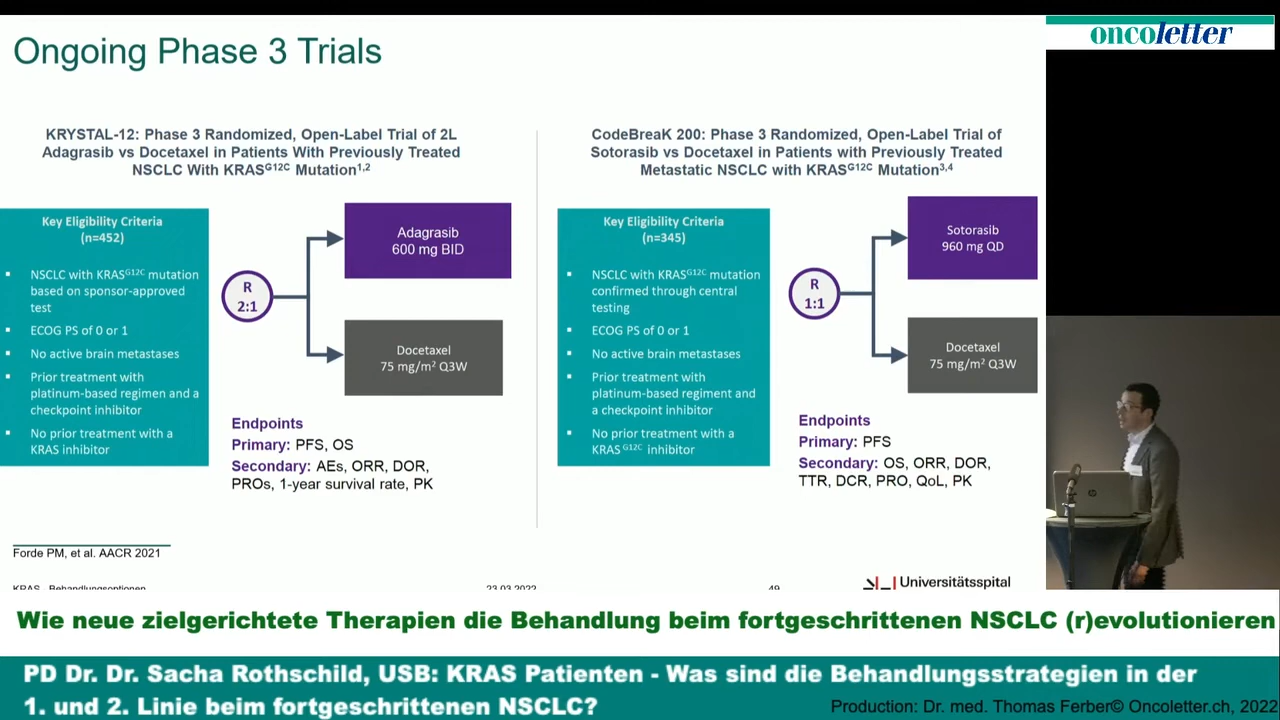 Ongoing Phase 3 Trials
oncoletter
KRYSTAL-12: Phase 3 Randomized, Open-Label Trial of 2L
Adagrasib vs Docetaxel in Patients With Previously Treated
NSCLC With KRASG12C Mutation1,2
Key Eligibility Criteria
(n=452)
▪ NSCLC with KRASG12C mutation
based on sponsor-approved
test
▪ ECOG PS of 0 or 1
▪ No active brain metastases
▪ Prior treatment with
platinum-based regimen and a
checkpoint inhibitor
▪ No prior treatment with a
KRAS inhibitor
R
2:1
Adagrasib
600 mg BID
Docetaxel
75 mg/m2 Q3W
Endpoints
Primary: PFS, OS
Secondary: AEs, ORR, DOR,
PROs, 1-year survival rate, PK
CodeBreaK 200: Phase 3 Randomized, Open-Label Trial of
Sotorasib vs Docetaxel in Patients with Previously Treated
Metastatic NSCLC with KRASG12C Mutation3,4
Key Eligibility Criteria
(n=345)
▪ NSCLC with KRASG12C mutation
confirmed through central
testing
▪ ECOG PS of 0 or 1
▪ No active brain metastases
▪ Prior treatment with
platinum-based regiment and
a checkpoint inhibitor
▪ No prior treatment with a
KRAS G12C inhibitor
R
1:1
Sotorasib
960 mg QD
Docetaxel
75 mg/m2 Q3W
Endpoints
Primary: PFS
Secondary: OS, ORR, DOR,
TTR, DCR, PRO, QoL, PK
Forde PM, et al. AACR 2021
KRAS - Behandlungsoptionen
23.03.2022
49
Universitätsspital
hp
Wie neue zielgerichtete Therapien die Behandlung beim fortgeschrittenen NSCLC (r)evolutionieren
PD Dr. Dr. Sacha Rothschild, USB: KRAS Patienten - Was sind die Behandlungsstrategien in der
1. und 2. Linie beim fortgeschrittenen NSCLC?
Production: Dr. med. Thomas Ferber© Oncoletter.ch, 2022